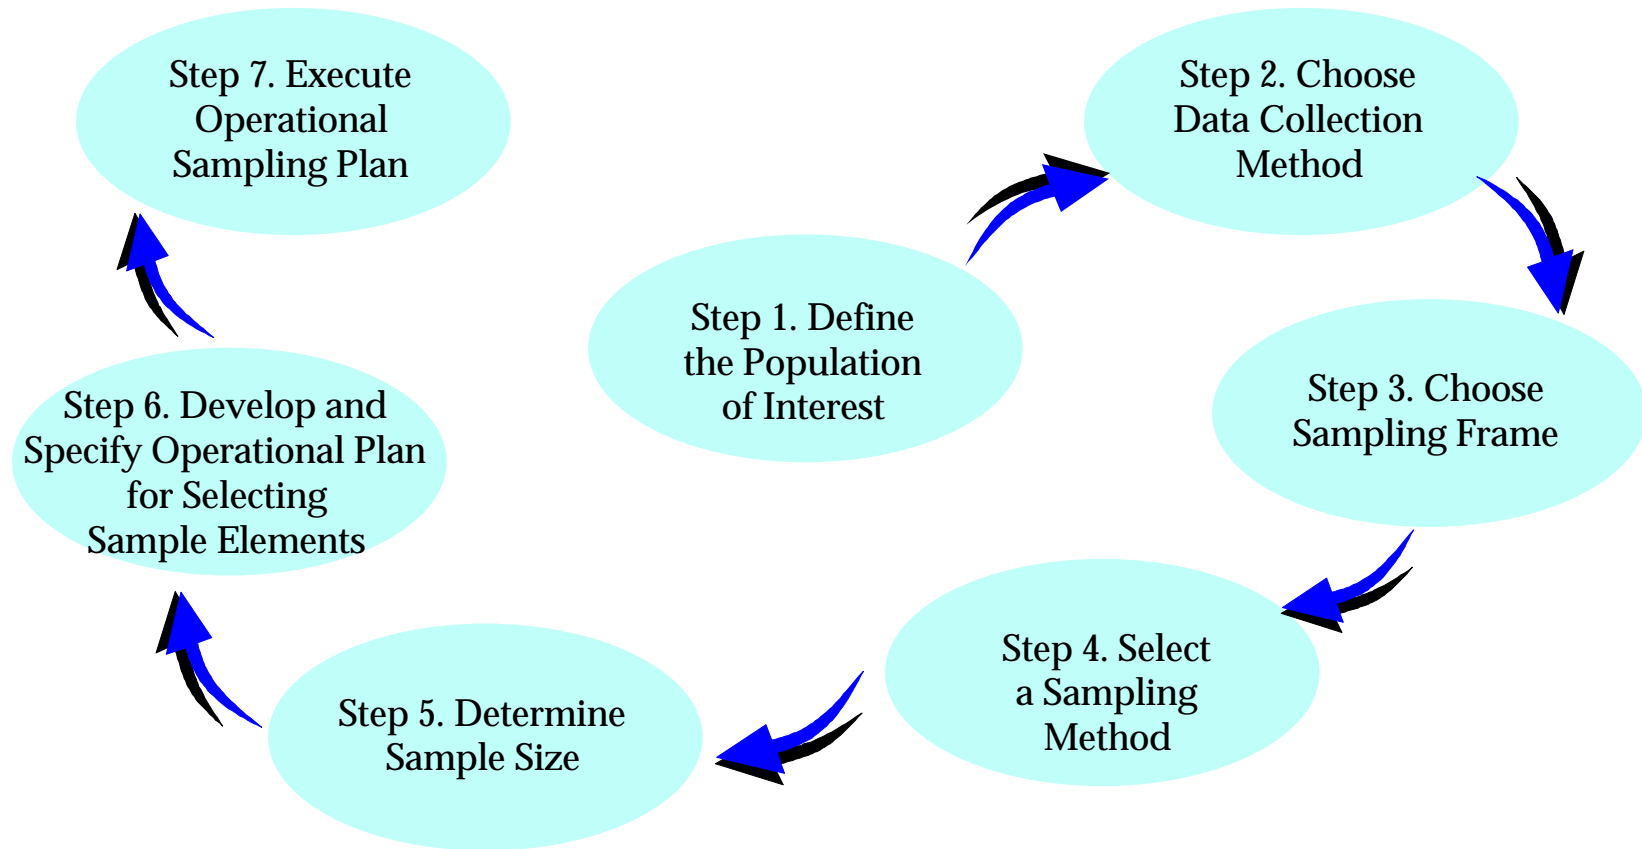 Step 1. Define
the Population
of Interest
Step 2. Choose
Data Collection
Method
Step 3. Choose
Sampling Frame
Step 4. Select
a Sampling
Method
Step 5. Determine
Sample Size
Step 6. Develop and
Specify Operational Plan
for Selecting
Sample Elements
Step 7. Execute
Operational
Sampling Plan